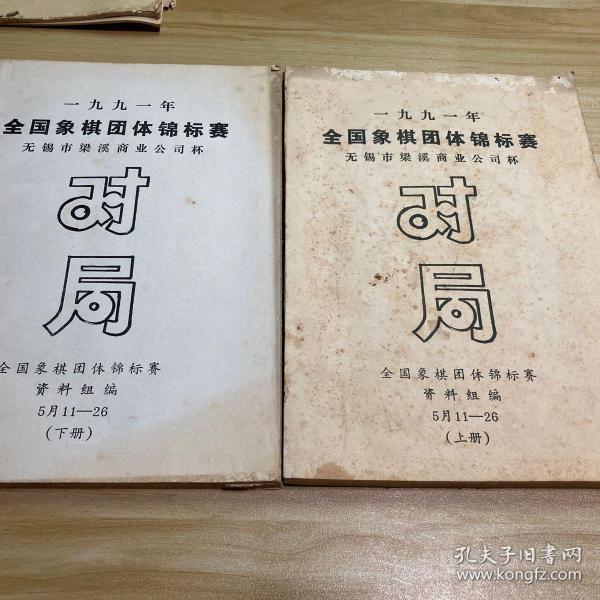 一九九一年
全国象棋团体锦标赛
无锡市梁溪商业公司杯
对
局
全国象棋团体锦标赛
资料组编
5月11—26
(下册)
一九九一年
全国象棋团体锦标赛
无锡市梁溪商业公司杯
对
局
全国象棋团体锦标赛
资料组编
5月11—26
(上册)
孔夫子旧书网
www.kongfz.com